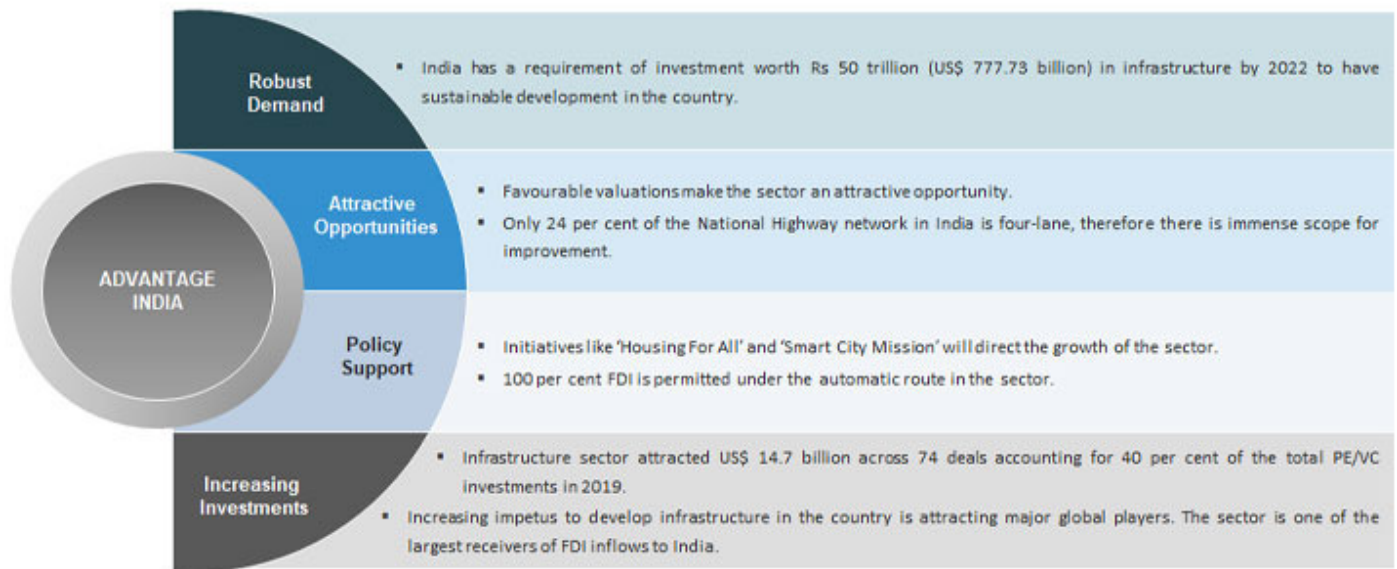 ADVANTAGE
INDIA
Robust
Demand
▪ India has a requirement of investment worth Rs 50 trillion (US$ 777.73 billion) in infrastructure by 2022 to have
sustainable development in the country.
Attractive
Opportunities
▪ Favourable valuations make the sector an attractive opportunity.
▪ Only 24 per cent of the National Highway network in India is four-lane, therefore there is immense scope for
improvement.
Policy
Support
▪ Initiatives like ‘Housing For All’ and ‘Smart City Mission’ will direct the growth of the sector.
▪ 100 per cent FDI is permitted under the automatic route in the sector.
Increasing
Investments
▪ Infrastructure sector attracted US$ 14.7 billion across 74 deals accounting for 40 per cent of the total PE/VC
investments in 2019.
▪ Increasing impetus to develop infrastructure in the country is attracting major global players. The sector is one of the
largest receivers of FDI inflows to India.